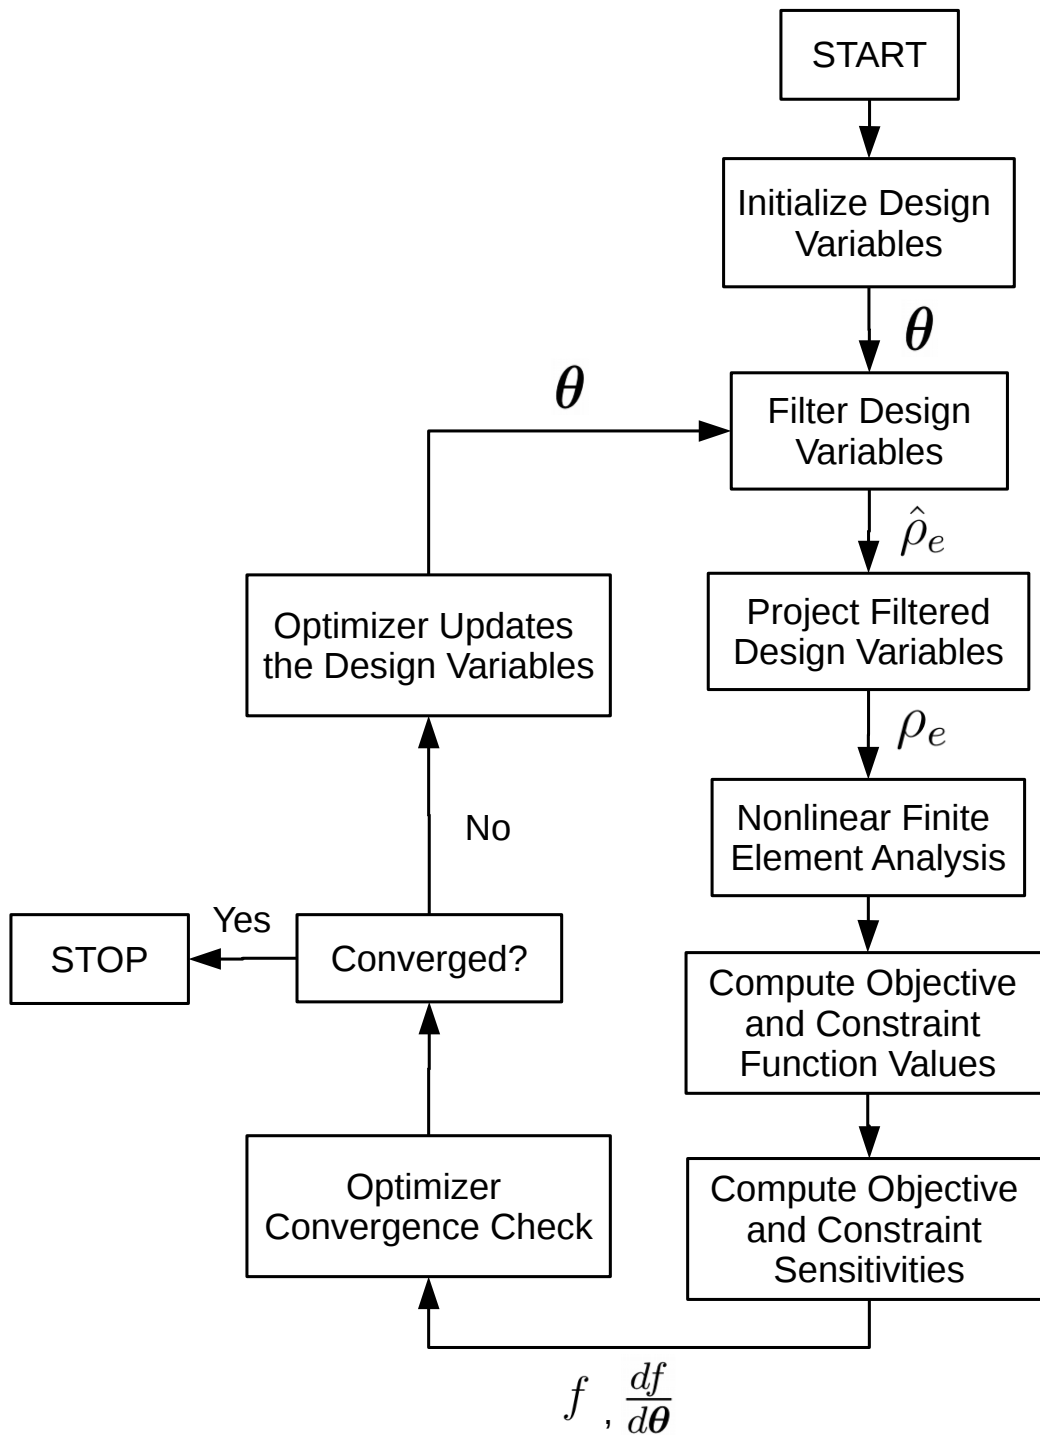 START
Initialize Design
Variables
θ
θ
Filter Design
Variables
ρ̂ₑ
Project Filtered
Design Variables
ρₑ
Nonlinear Finite
Element Analysis
Compute Objective
and Constraint
Function Values
Compute Objective
and Constraint
Sensitivities
f , df/dθ
Optimizer
Convergence Check
Converged?
Yes
STOP
No
Optimizer Updates
the Design Variables